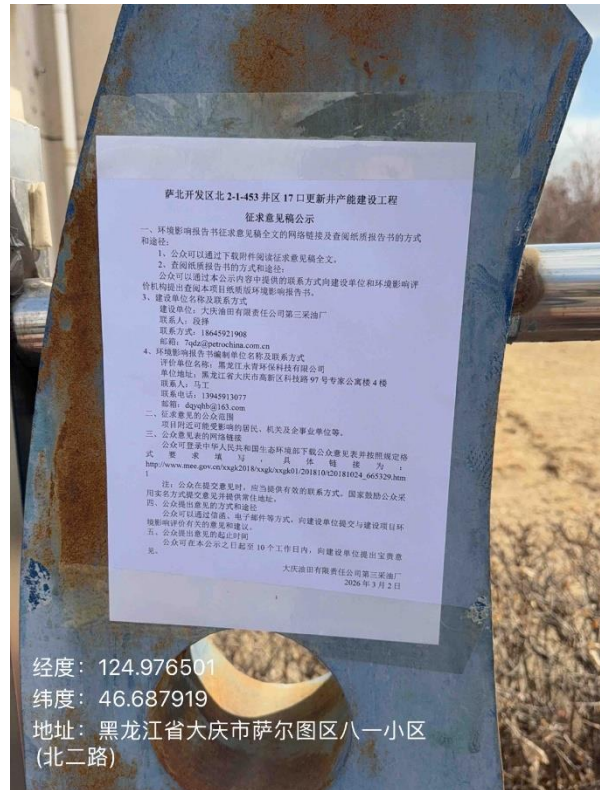 萨北开发区北 2-1-453 井区 17 口更新井产能建设工程
征求意见稿公示
一、环境影响报告书征求意见稿全文的网络链接及查阅纸质报告书的方式
和途径：
1、公众可以通过下载附件阅读征求意见稿全文。
2、查阅纸质报告书的方式和途径：
公众可以通过本公示内容中提供的联系方式向建设单位和环境影响评
价机构提出查阅本项目纸质版环境影响报告书。
3、建设单位名称及联系方式
建设单位：大庆油田有限责任公司第三采油厂
联系人：段择
联系方式：18645921908
邮箱：7qdz@petrochina.com.cn
4、环境影响报告书编制单位名称及联系方式
评价单位名称：黑龙江永青环保科技有限公司
单位地址：黑龙江省大庆市高新区科技路 97 号专家公寓楼 4 楼
联系人：马工
联系电话：13945913077
邮箱：dqyqhb@163.com
二、征求意见的公众范围
项目附近可能受影响的居民、机关及企事业单位等。
三、公众意见表的网络链接
公众可登录中华人民共和国生态环境部下载公众意见表并按照规定格
式要求填写，具体链接为：
http://www.mee.gov.cn/xxgk2018/xxgk/xxgk01/201810/t20181024_665329.htm
l
注：公众在提交意见时，应当提供有效的联系方式。国家鼓励公众采
用实名方式提交意见并提供常住地址。
四、公众提出意见的方式和途径
公众可以通过信函、电子邮件等方式，向建设单位提交与建设项目环
境影响评价有关的意见和建议。
五、公众提出意见的起止时间
公众可在本公示之日起至 10 个工作日内，向建设单位提出宝贵意
见。
大庆油田有限责任公司第三采油厂
2026 年 3 月 2 日
1
经度：124.976501
纬度：46.687919
地址：黑龙江省大庆市萨尔图区八一小区
(北二路)